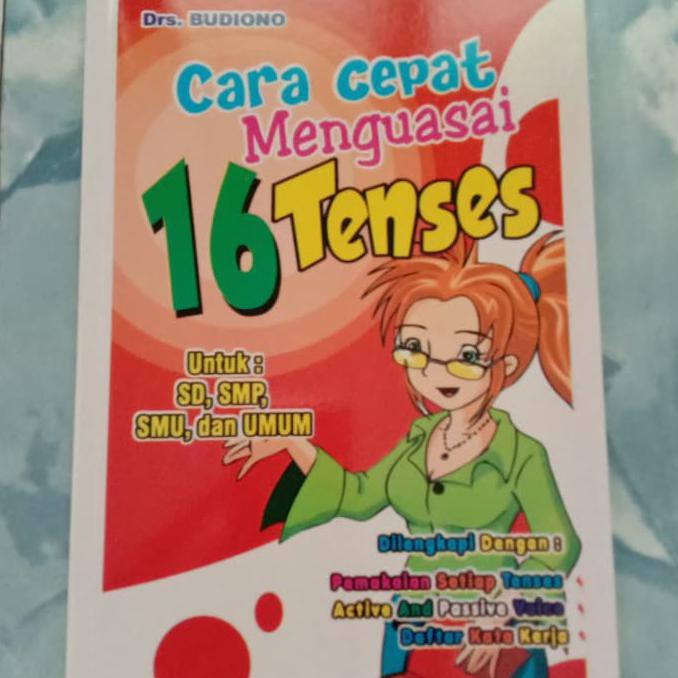 Drs. BUDIONO
Cara cepat
Menguasai
16 Tenses
Untuk :
SD, SMP,
SMU, dan UMUM
Dilengkapi Dengan :
Pemakaian Setiap Tenses
Active And Passive Voice
Daftar Kata Kerja